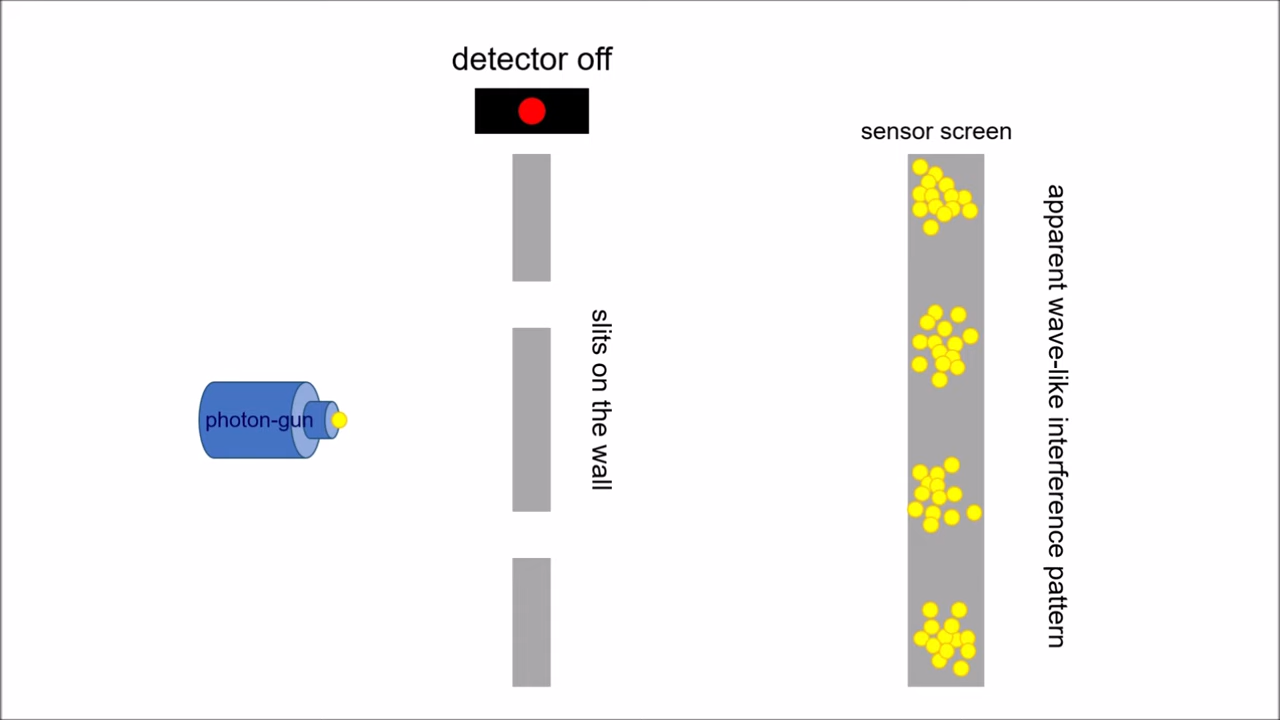 detector off
sensor screen
slits on the wall
photon-gun
apparent wave-like interference pattern